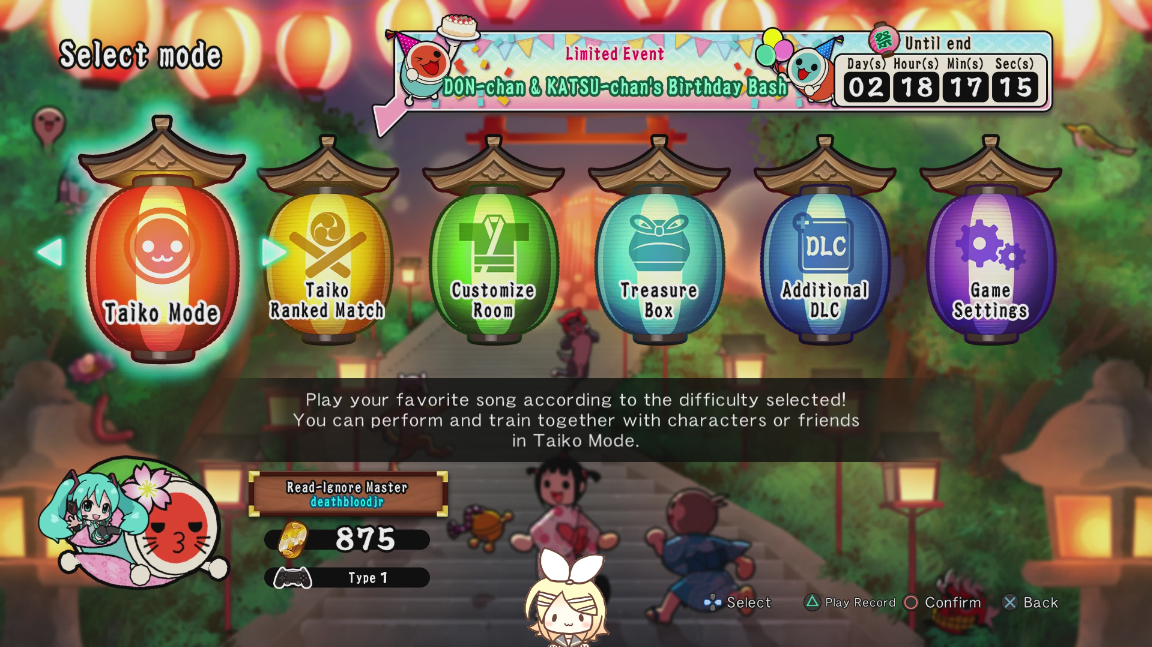 Select mode
Limited Event
DON-chan & KATSU-chan's Birthday Bash
祭 Until end
Day(s) Hour(s) Min(s) Sec(s)
02 18 17 15
Taiko Mode
Taiko
Ranked Match
Customize
Room
Treasure
Box
DLC
Additional
DLC
Game
Settings
Play your favorite song according to the difficulty selected!
You can perform and train together with characters or friends
in Taiko Mode.
Read-Ignore Master
deathbloodjr
875
Type 1
Select Play Record Confirm Back